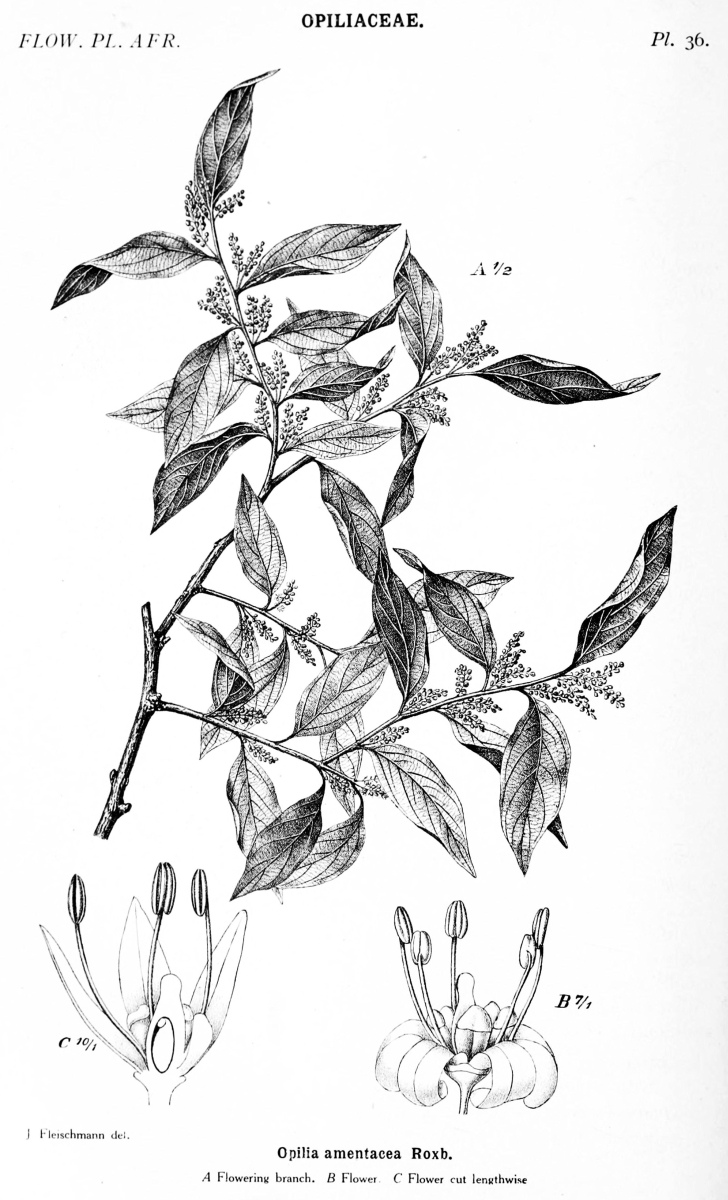 OPILIACEAE.
FLOW. PL. AFR.
Pl. 36.
A 1/2
B 7/1
C 10/1
J Fleischmann del.
Opilia amentacea Roxb.
A Flowering branch. B Flower. C Flower cut lengthwise